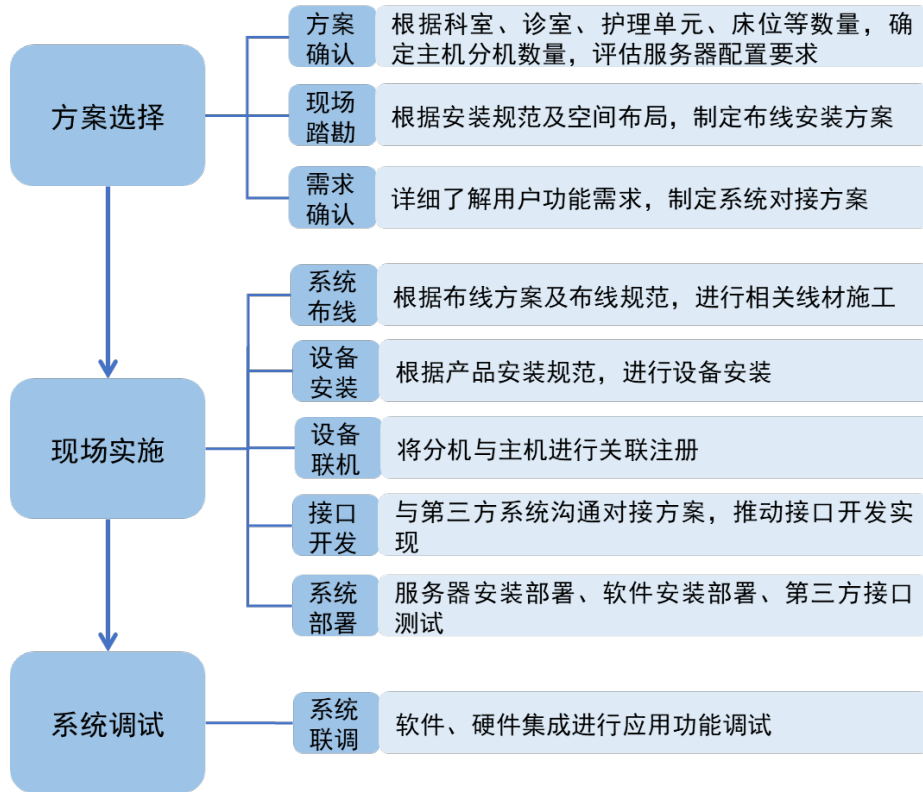 方案选择
方案
确认
根据科室、诊室、护理单元、床位等数量，确
定主机分机数量，评估服务器配置要求
现场
踏勘
根据安装规范及空间布局，制定布线安装方案
需求
确认
详细了解用户功能需求，制定系统对接方案
现场实施
系统
布线
根据布线方案及布线规范，进行相关线材施工
设备
安装
根据产品安装规范，进行设备安装
设备
联机
将分机与主机进行关联注册
接口
开发
与第三方系统沟通对接方案，推动接口开发实
现
系统
部署
服务器安装部署、软件安装部署、第三方接口
测试
系统调试
系统
联调
软件、硬件集成进行应用功能调试